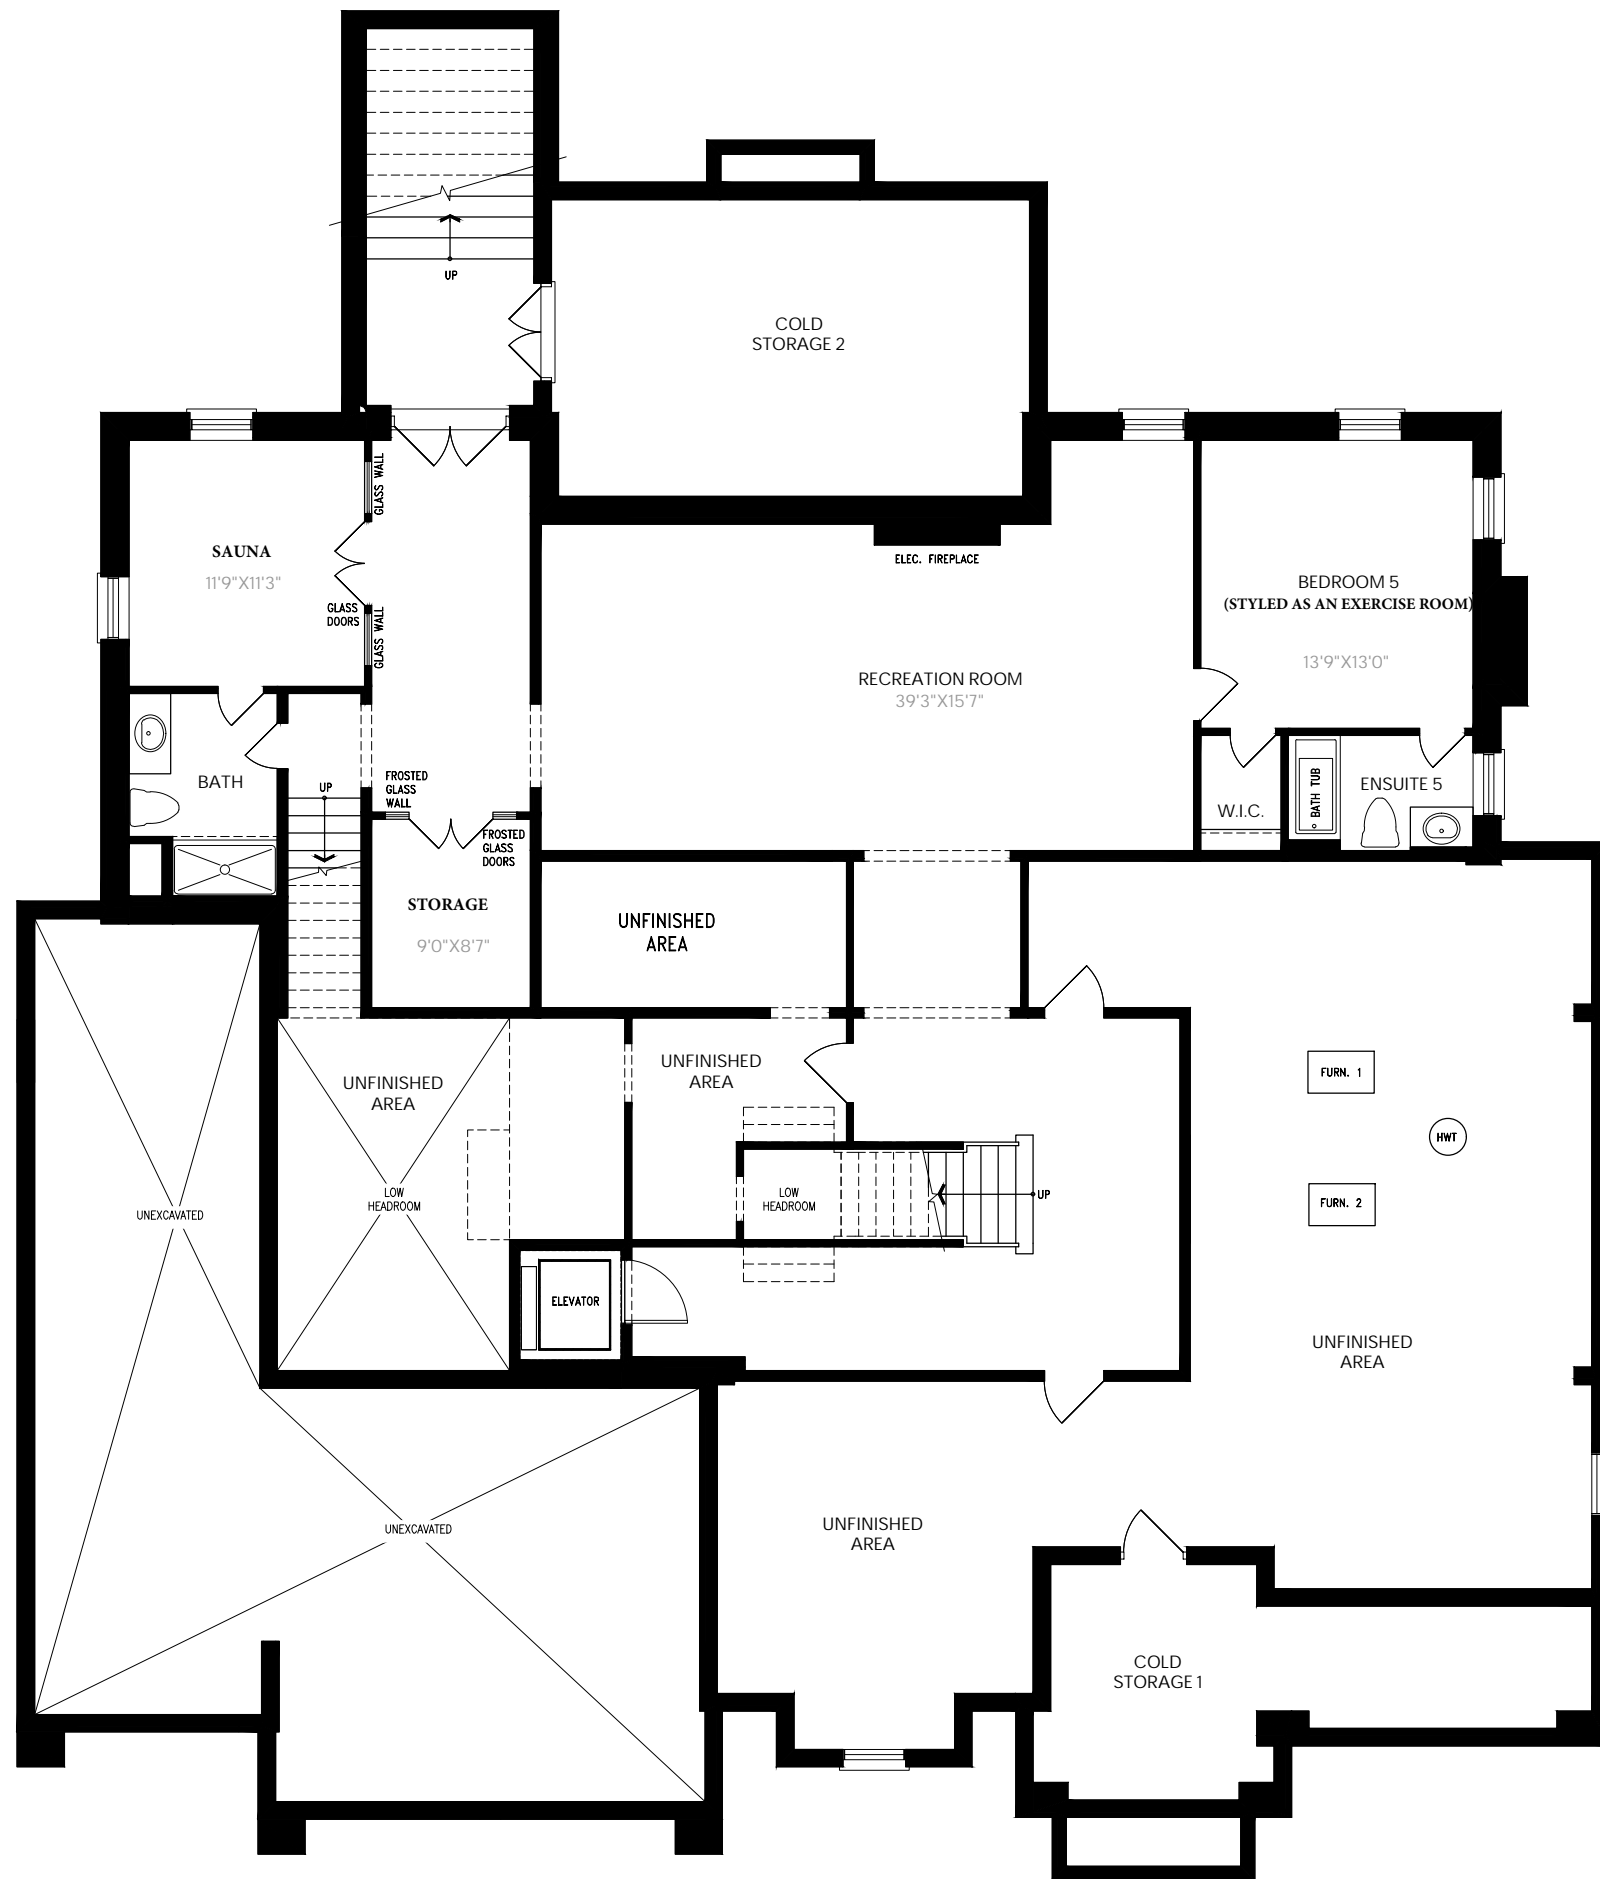 UP
COLD
STORAGE 2
GLASS WALL
SAUNA
11'9"X11'3"
GLASS
DOORS
GLASS WALL
ELEC. FIREPLACE
BEDROOM 5
(STYLED AS AN EXERCISE ROOM)
13'9"X13'0"
RECREATION ROOM
39'3"X15'7"
BATH
UP
FROSTED
GLASS
WALL
FROSTED
GLASS
DOORS
W.I.C.
BATH TUB
ENSUITE 5
STORAGE
9'0"X8'7"
UNFINISHED
AREA
UNFINISHED
AREA
UNFINISHED
AREA
FURN. 1
HWT
LOW
HEADROOM
LOW
HEADROOM
UP
FURN. 2
UNEXCAVATED
ELEVATOR
UNFINISHED
AREA
UNEXCAVATED
UNFINISHED
AREA
COLD
STORAGE 1